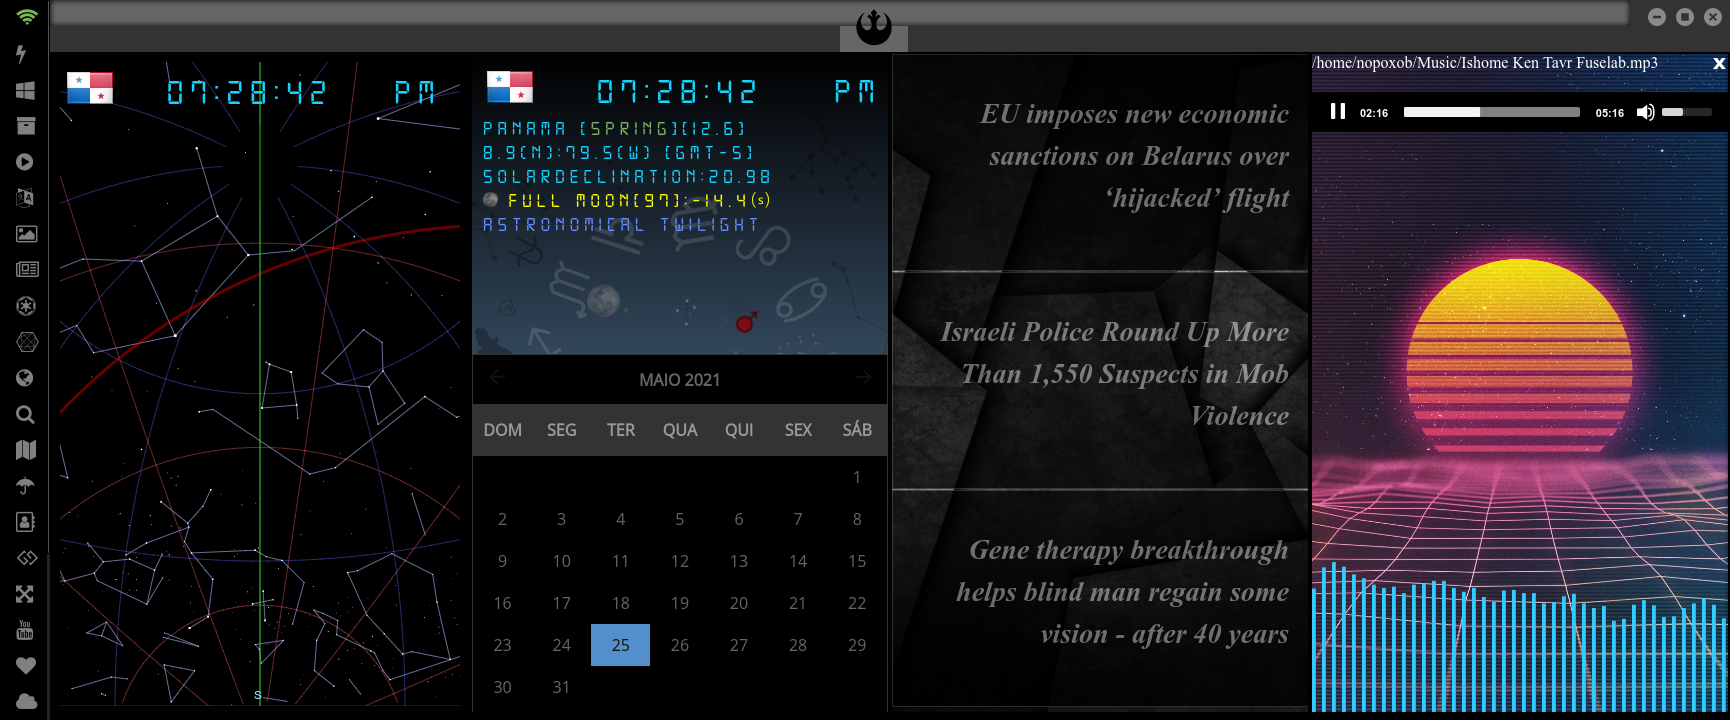 07:28:42 PM
S
07:28:42 PM
PANAMA [SPRING][12.6]
8.9(N):79.5(W) [GMT-5]
SOLARDECLINATION:20.98
FULL MOON[97]:-14.4(s)
ASTRONOMICAL TWILIGHT
MAIO 2021
DOM SEG TER QUA QUI SEX SÁB
1
2 3 4 5 6 7 8
9 10 11 12 13 14 15
16 17 18 19 20 21 22
23 24 25 26 27 28 29
30 31
EU imposes new economic
sanctions on Belarus over
‘hijacked’ flight
Israeli Police Round Up More
Than 1,550 Suspects in Mob
Violence
Gene therapy breakthrough
helps blind man regain some
vision - after 40 years
/home/nopoxob/Music/Ishome Ken Tavr Fuselab.mp3 x
02:16 05:16
You
Tube